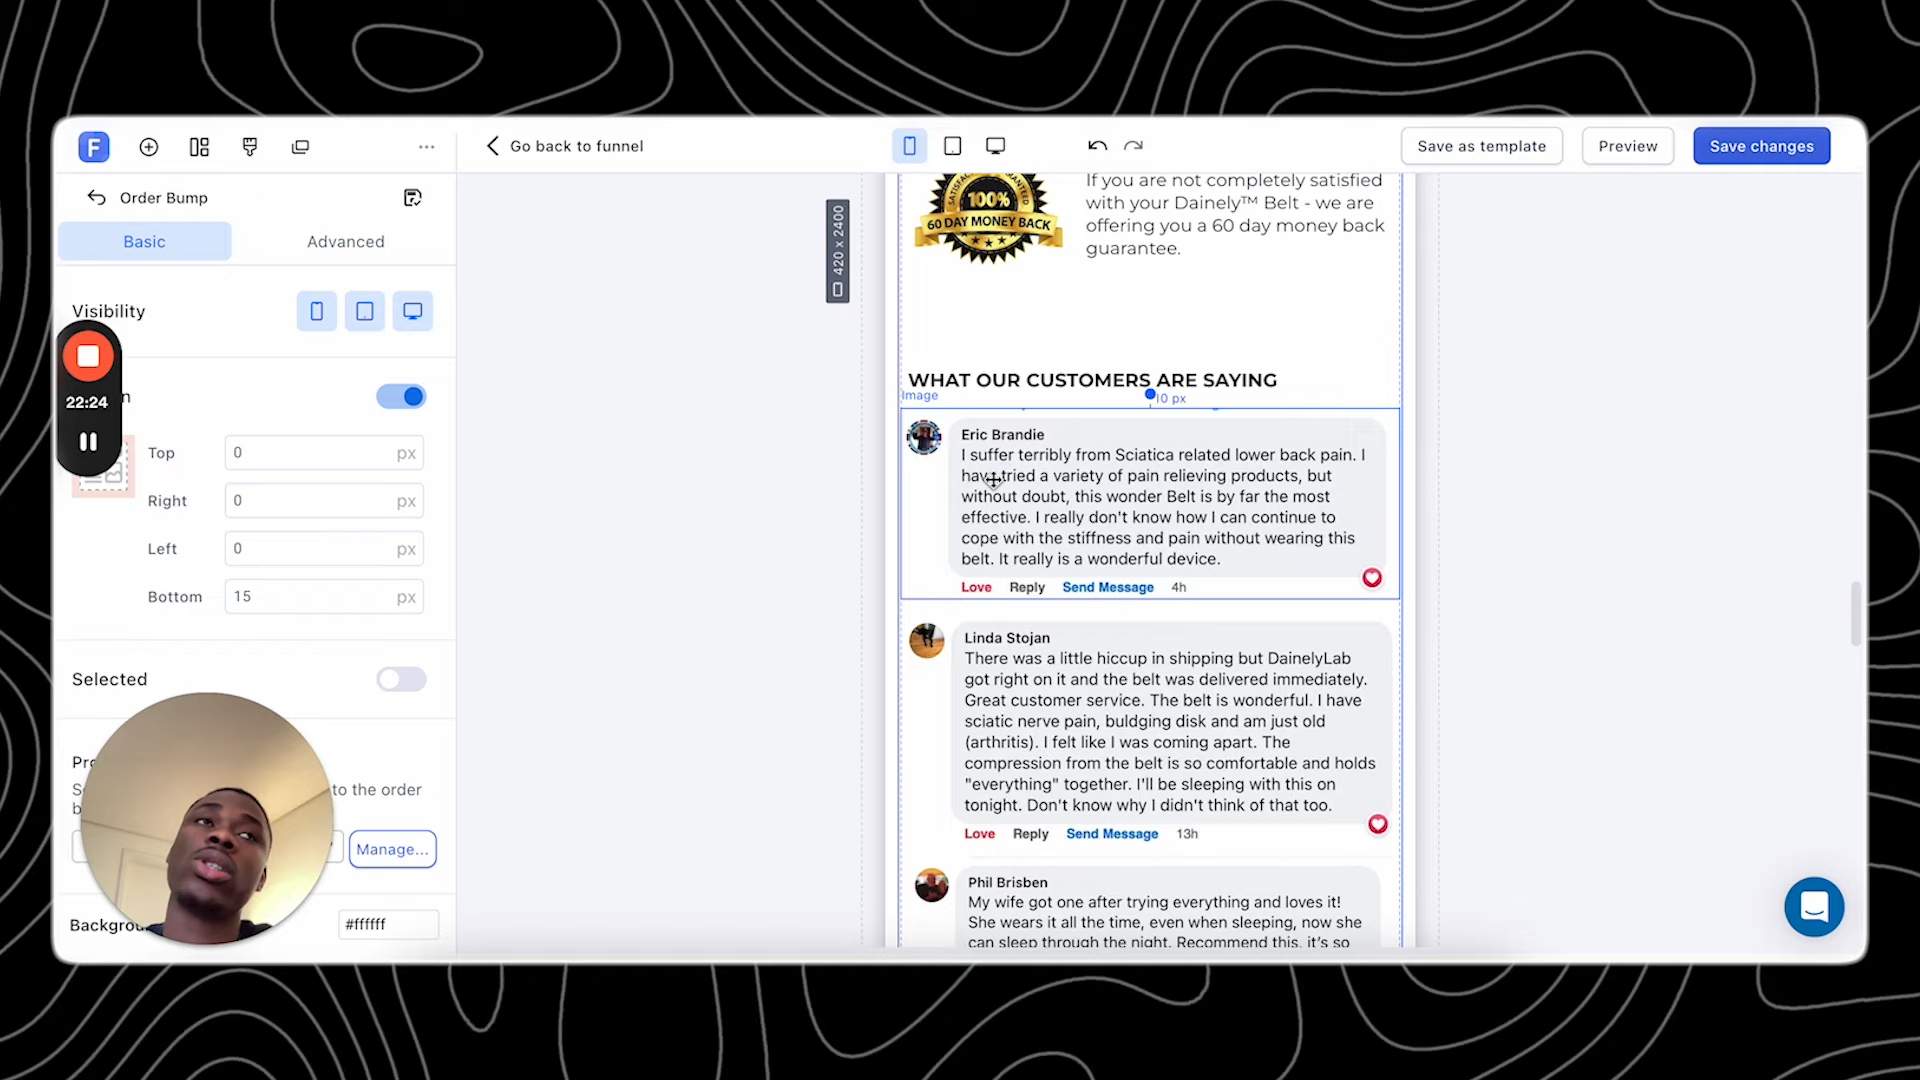 F
Go back to funnel
Save as template
Preview
Save changes
Order Bump
Basic
Advanced
Visibility
22:24
Top
0
px
Right
0
px
Left
0
px
Bottom
15
px
Selected
to the order
Manage...
#ffffff
420 x 2400
100%
60 DAY MONEY BACK
If you are not completely satisfied
with your Dainely™ Belt - we are
offering you a 60 day money back
guarantee.
WHAT OUR CUSTOMERS ARE SAYING
Image
10 px
Eric Brandie
I suffer terribly from Sciatica related lower back pain. I
have tried a variety of pain relieving products, but
without doubt, this wonder Belt is by far the most
effective. I really don't know how I can continue to
cope with the stiffness and pain without wearing this
belt. It really is a wonderful device.
Love Reply Send Message 4h
Linda Stojan
There was a little hiccup in shipping but DainelyLab
got right on it and the belt was delivered immediately.
Great customer service. The belt is wonderful. I have
sciatic nerve pain, buldging disk and am just old
(arthritis). I felt like I was coming apart. The
compression from the belt is so comfortable and holds
"everything" together. I'll be sleeping with this on
tonight. Don't know why I didn't think of that too.
Love Reply Send Message 13h
Phil Brisben
My wife got one after trying everything and loves it!
She wears it all the time, even when sleeping, now she
can sleep through the night. Recommend this, it's so